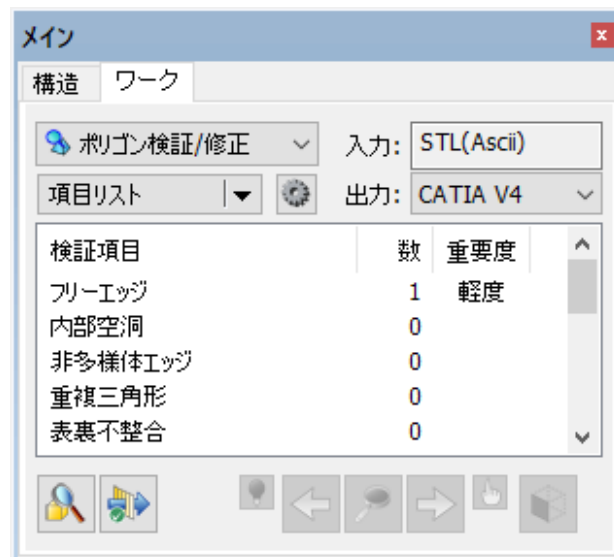 メイン
構造 ワーク
ポリゴン検証/修正 入力: STL(Ascii)
項目リスト 出力: CATIA V4
検証項目 数 重要度
フリーエッジ 1 軽度
内部空洞 0
非多様体エッジ 0
重複三角形 0
表裏不整合 0